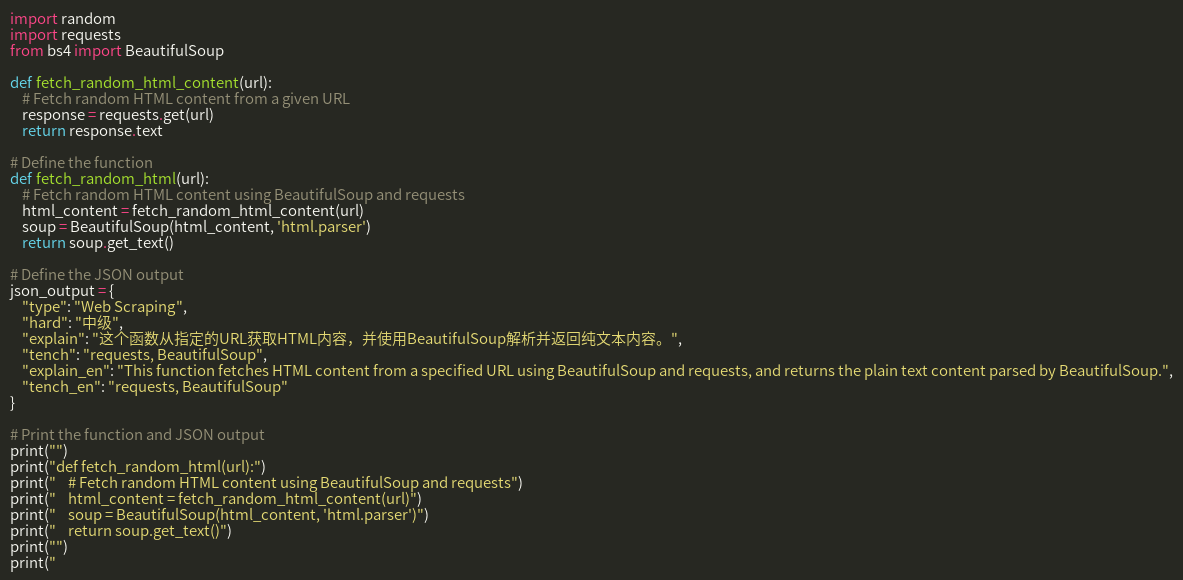 import random
import requests
from bs4 import BeautifulSoup

def fetch_random_html_content(url):
    # Fetch random HTML content from a given URL
    response = requests.get(url)
    return response.text

# Define the function
def fetch_random_html(url):
    # Fetch random HTML content using BeautifulSoup and requests
    html_content = fetch_random_html_content(url)
    soup = BeautifulSoup(html_content, 'html.parser')
    return soup.get_text()

# Define the JSON output
json_output = {
    "type": "Web Scraping",
    "hard": "中级",
    "explain": "这个函数从指定的URL获取HTML内容，并使用BeautifulSoup解析并返回纯文本内容。",
    "tench": "requests, BeautifulSoup",
    "explain_en": "This function fetches HTML content from a specified URL using BeautifulSoup and requests, and returns the plain text content parsed by BeautifulSoup.",
    "tench_en": "requests, BeautifulSoup"
}

# Print the function and JSON output
print("")
print("def fetch_random_html(url):")
print("    # Fetch random HTML content using BeautifulSoup and requests")
print("    html_content = fetch_random_html_content(url)")
print("    soup = BeautifulSoup(html_content, 'html.parser')")
print("    return soup.get_text()")
print("")
print("